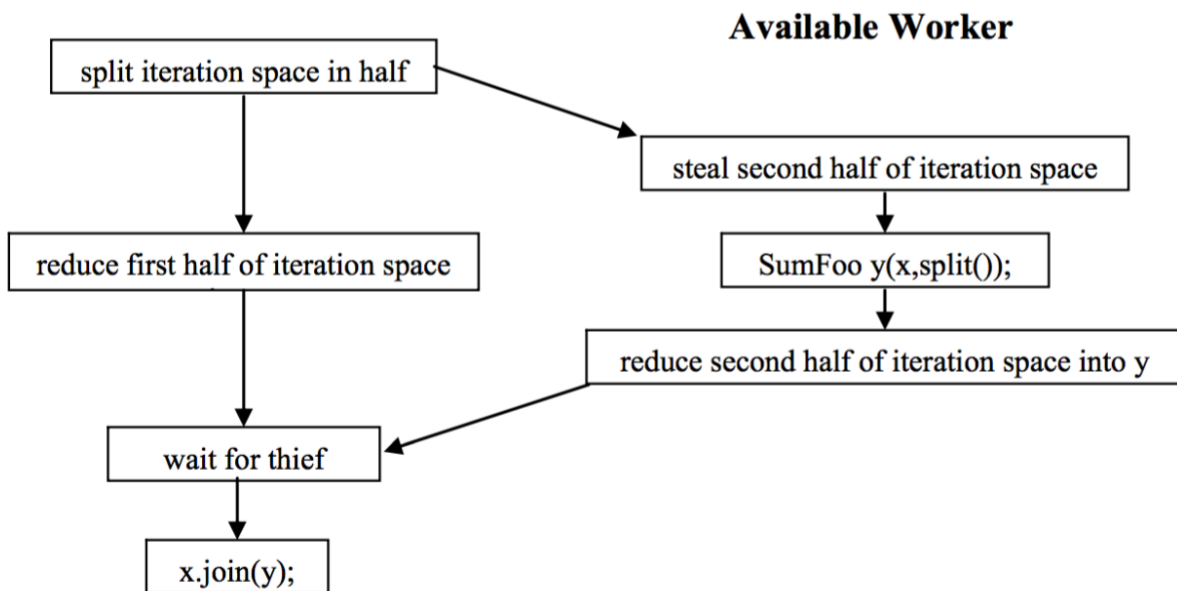 Available Worker
split iteration space in half
steal second half of iteration space
reduce first half of iteration space
SumFoo y(x,split());
reduce second half of iteration space into y
wait for thief
x.join(y);